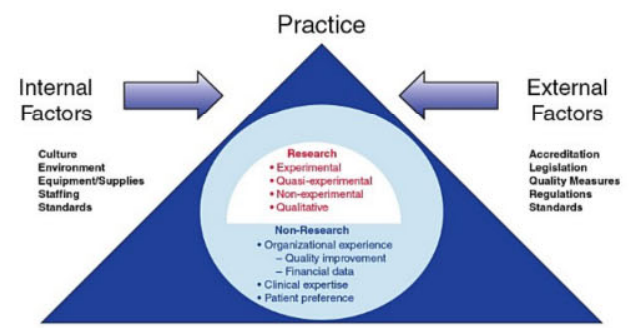 Practice
Internal
Factors
Culture
Environment
Equipment/Supplies
Staffing
Standards
External
Factors
Accreditation
Legislation
Quality Measures
Regulations
Standards
Research
• Experimental
• Quasi-experimental
• Non-experimental
• Qualitative
Non-Research
• Organizational experience
– Quality improvement
– Financial data
• Clinical expertise
• Patient preference